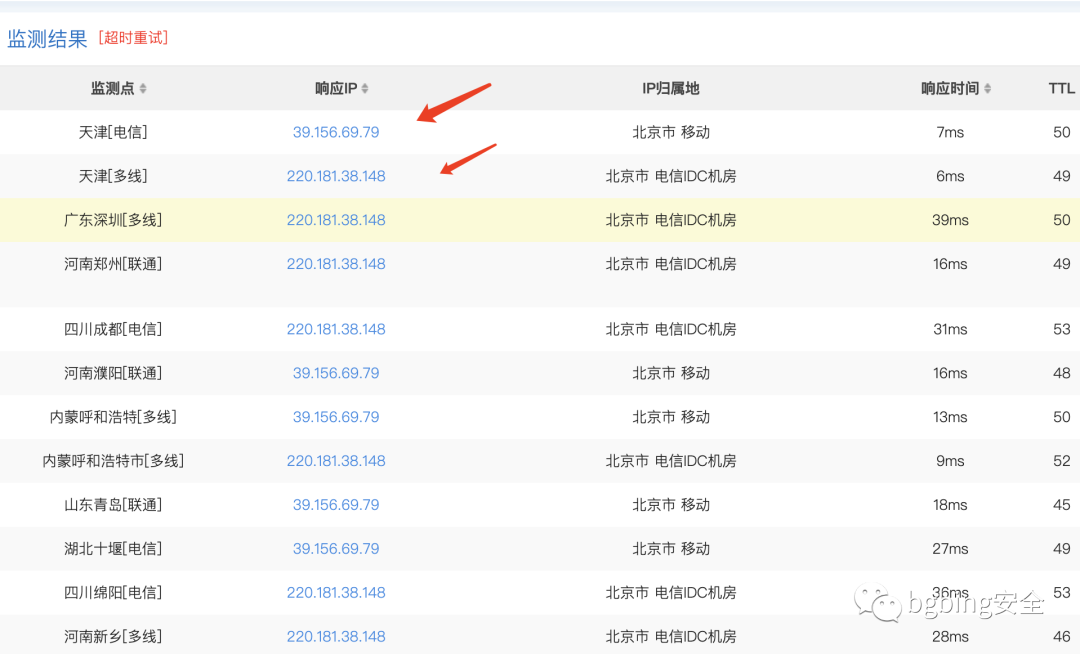 监测结果 [超时重试]
监测点 响应IP IP归属地 响应时间 TTL
天津[电信] 39.156.69.79 北京市 移动 7ms 50
天津[多线] 220.181.38.148 北京市 电信IDC机房 6ms 49
广东深圳[多线] 220.181.38.148 北京市 电信IDC机房 39ms 50
河南郑州[联通] 220.181.38.148 北京市 电信IDC机房 16ms 49
四川成都[电信] 220.181.38.148 北京市 电信IDC机房 31ms 53
河南濮阳[联通] 39.156.69.79 北京市 移动 16ms 48
内蒙呼和浩特[多线] 39.156.69.79 北京市 移动 13ms 50
内蒙呼和浩特市[多线] 220.181.38.148 北京市 电信IDC机房 9ms 52
山东青岛[联通] 39.156.69.79 北京市 移动 18ms 45
湖北十堰[电信] 39.156.69.79 北京市 移动 27ms 49
四川绵阳[电信] 220.181.38.148 北京市 电信IDC机房 36ms 53
bgbing安全
河南新乡[多线] 220.181.38.148 北京市 电信IDC机房 28ms 46